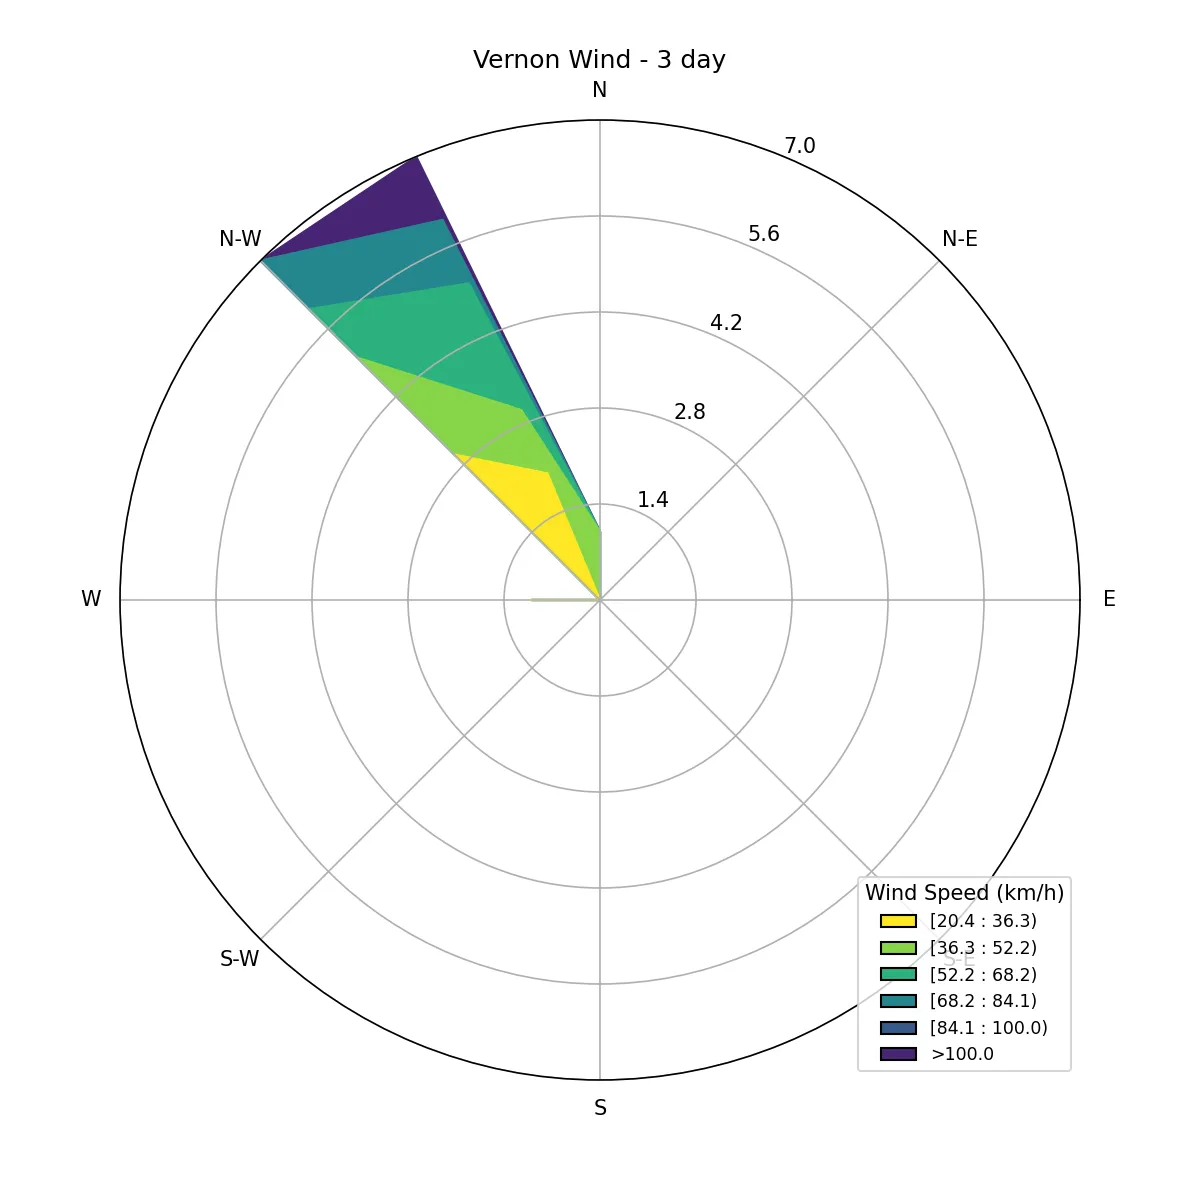 Vernon Wind - 3 day
N
7.0
N-W
5.6
N-E
4.2
2.8
1.4
W
E
Wind Speed (km/h)
[20.4 : 36.3)
[36.3 : 52.2)
S-W
S-E
[52.2 : 68.2)
[68.2 : 84.1)
[84.1 : 100.0)
>100.0
S